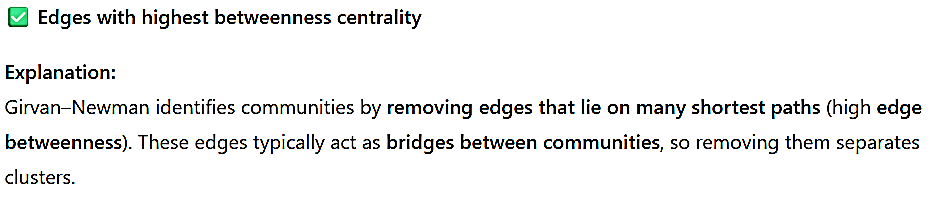 ✅ Edges with highest betweenness centrality
Explanation:
Girvan–Newman identifies communities by removing edges that lie on many shortest paths (high edge
betweenness). These edges typically act as bridges between communities, so removing them separates
clusters.